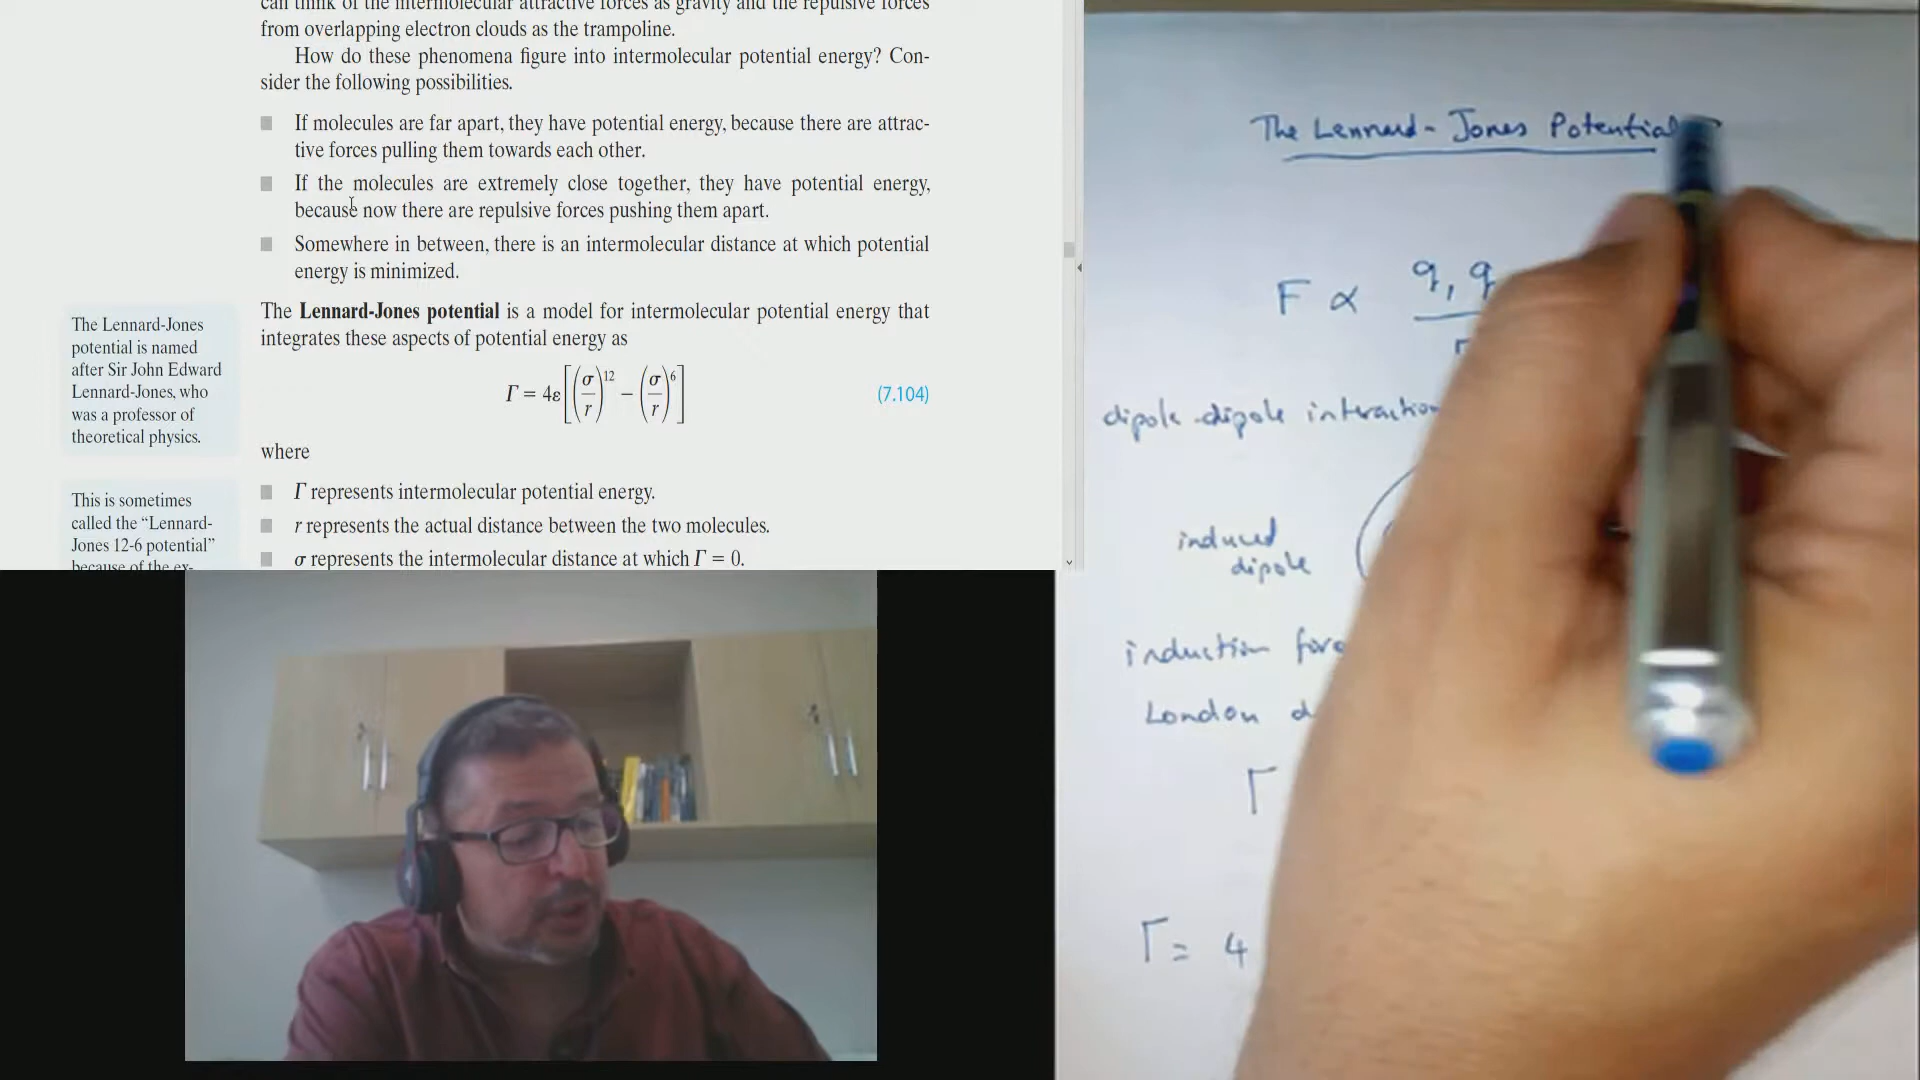 can think of the intermolecular attractive forces as gravity and the repulsive forces
from overlapping electron clouds as the trampoline.
How do these phenomena figure into intermolecular potential energy? Con-
sider the following possibilities.
If molecules are far apart, they have potential energy, because there are attrac-
tive forces pulling them towards each other.
If the molecules are extremely close together, they have potential energy,
because now there are repulsive forces pushing them apart.
Somewhere in between, there is an intermolecular distance at which potential
energy is minimized.
The Lennard-Jones potential is a model for intermolecular potential energy that
integrates these aspects of potential energy as
Γ = 4ε[(σ/r)^12 − (σ/r)^6] (7.104)
where
Γ represents intermolecular potential energy.
r represents the actual distance between the two molecules.
σ represents the intermolecular distance at which Γ = 0.
The Lennard-Jones
potential is named
after Sir John Edward
Lennard-Jones, who
was a professor of
theoretical physics.
This is sometimes
called the “Lennard-
Jones 12-6 potential”
because of the ex-
The Lennard-Jones Potential
F ∝ q, q
r
dipole-dipole interaction
induced
dipole
induction
London
Γ
Γ = 4